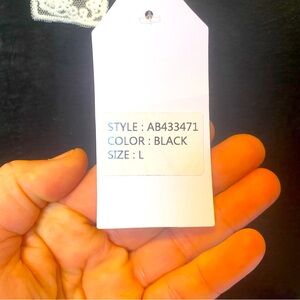 STYLE : AB433471
COLOR : BLACK
SIZE : L